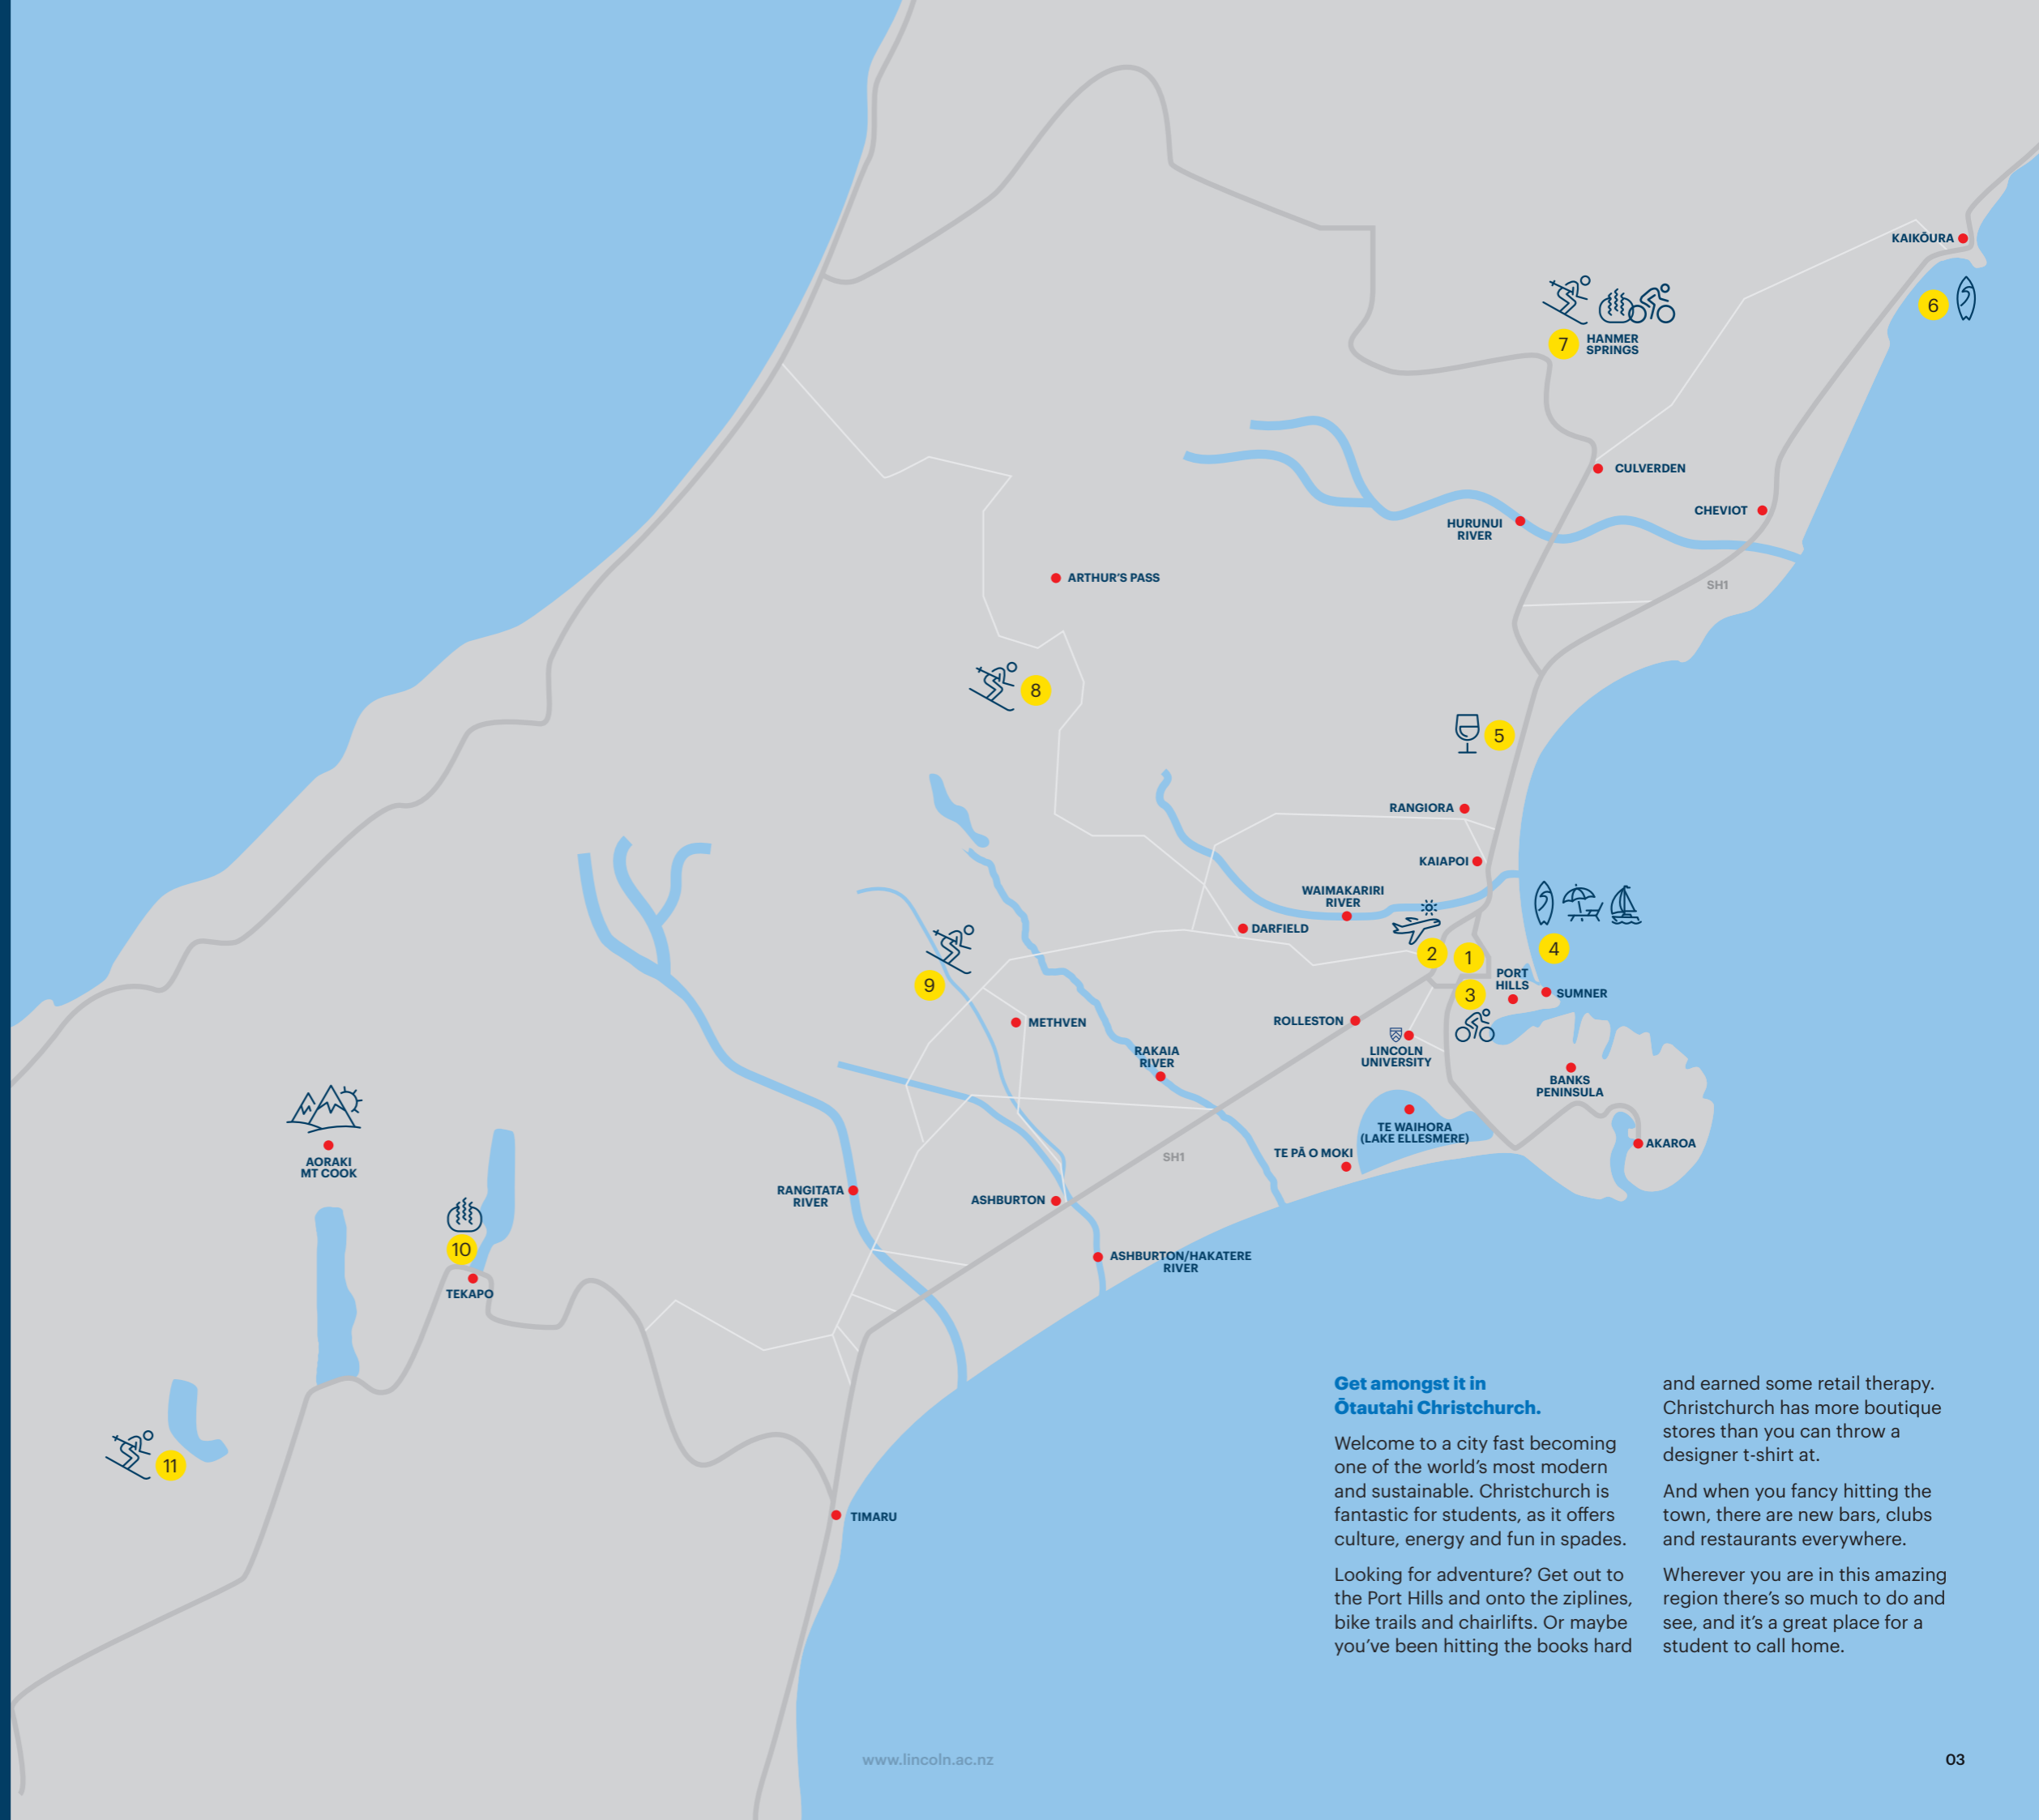 KAIKŌURA
6
7
HANMER
SPRINGS
CULVERDEN
CHEVIOT
HURUNUI
RIVER
ARTHUR'S PASS
SH1
8
5
RANGIORA
KAIAPOI
WAIMAKARIRI
RIVER
DARFIELD
2
1
4
PORT
HILLS
3
SUMNER
9
METHVEN
ROLLESTON
LINCOLN
UNIVERSITY
RAKAIA
RIVER
BANKS
PENINSULA
TE WAIHORA
(LAKE ELLESMERE)
AKAROA
TE PĀ O MOKI
SH1
AORAKI
MT COOK
RANGITATA
RIVER
ASHBURTON
10
TEKAPO
ASHBURTON/HAKATERE
RIVER
11
TIMARU
Get amongst it in
Ōtautahi Christchurch.
Welcome to a city fast becoming
one of the world's most modern
and sustainable. Christchurch is
fantastic for students, as it offers
culture, energy and fun in spades.
Looking for adventure? Get out to
the Port Hills and onto the ziplines,
bike trails and chairlifts. Or maybe
you've been hitting the books hard
and earned some retail therapy.
Christchurch has more boutique
stores than you can throw a
designer t-shirt at.
And when you fancy hitting the
town, there are new bars, clubs
and restaurants everywhere.
Wherever you are in this amazing
region there's so much to do and
see, and it's a great place for a
student to call home.
www.lincoln.ac.nz
03